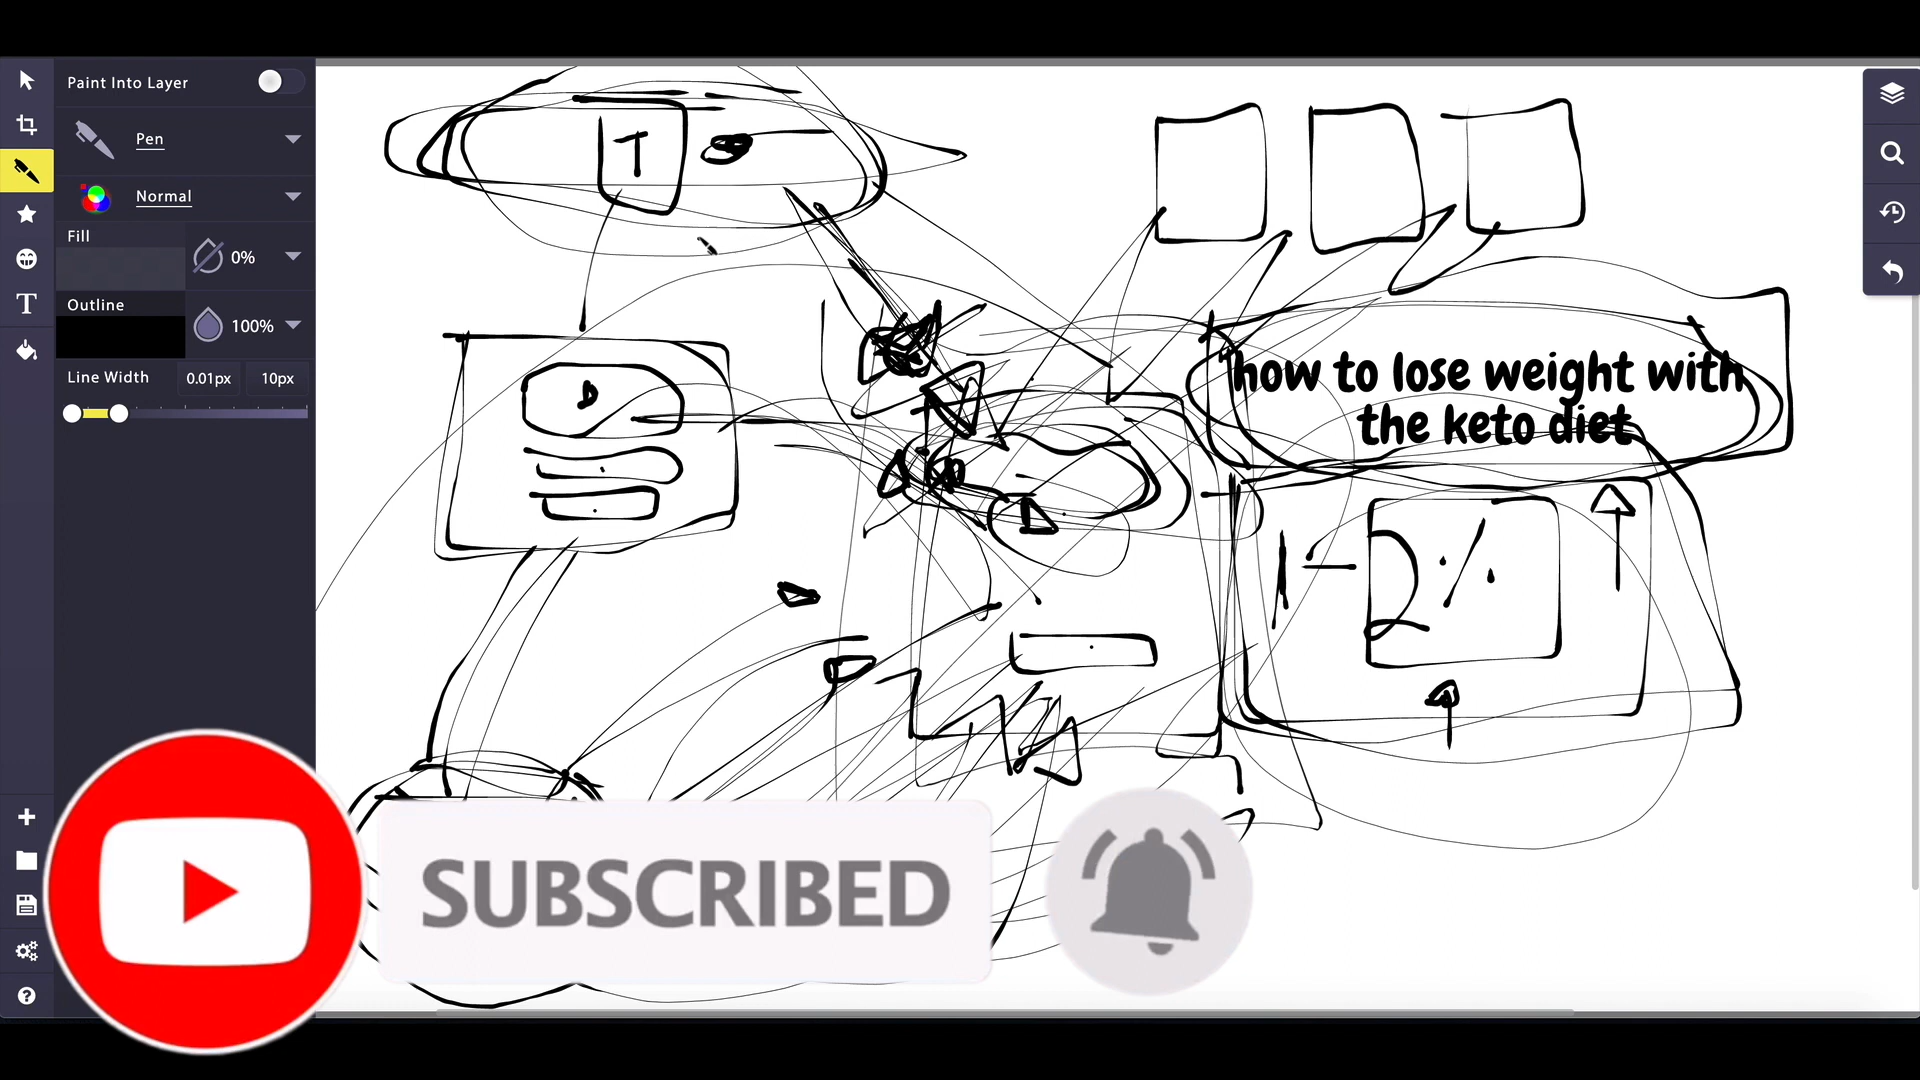 Paint Into Layer
Pen
Normal
Fill
0%
Outline
100%
Line Width
0.01px
10px
T
T
D
how to lose weight with
the keto diet
1-2%
SUBSCRIBED
?